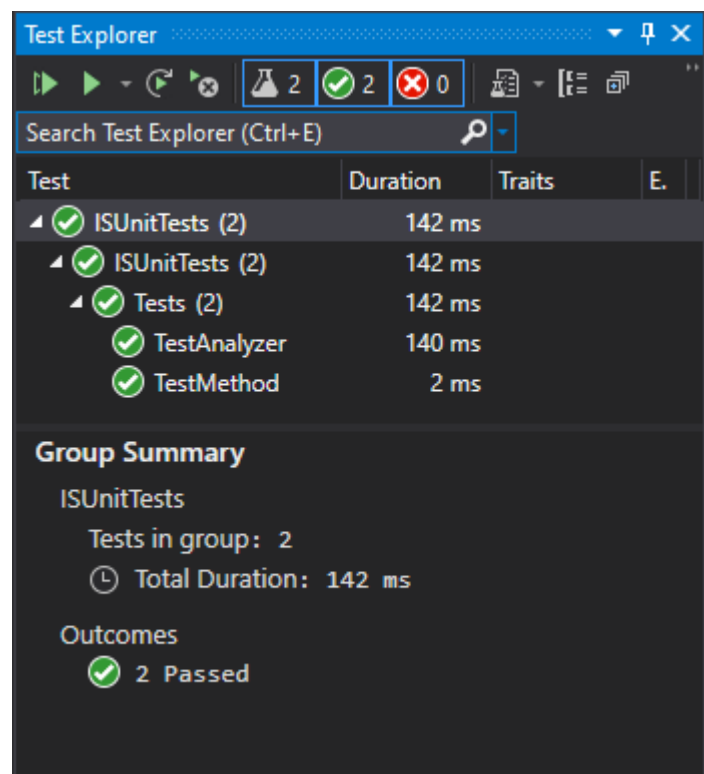 Test Explorer
2 2 0
Search Test Explorer (Ctrl+E)
Test Duration Traits E.
ISUnitTests (2) 142 ms
ISUnitTests (2) 142 ms
Tests (2) 142 ms
TestAnalyzer 140 ms
TestMethod 2 ms
Group Summary
ISUnitTests
Tests in group: 2
Total Duration: 142 ms
Outcomes
2 Passed